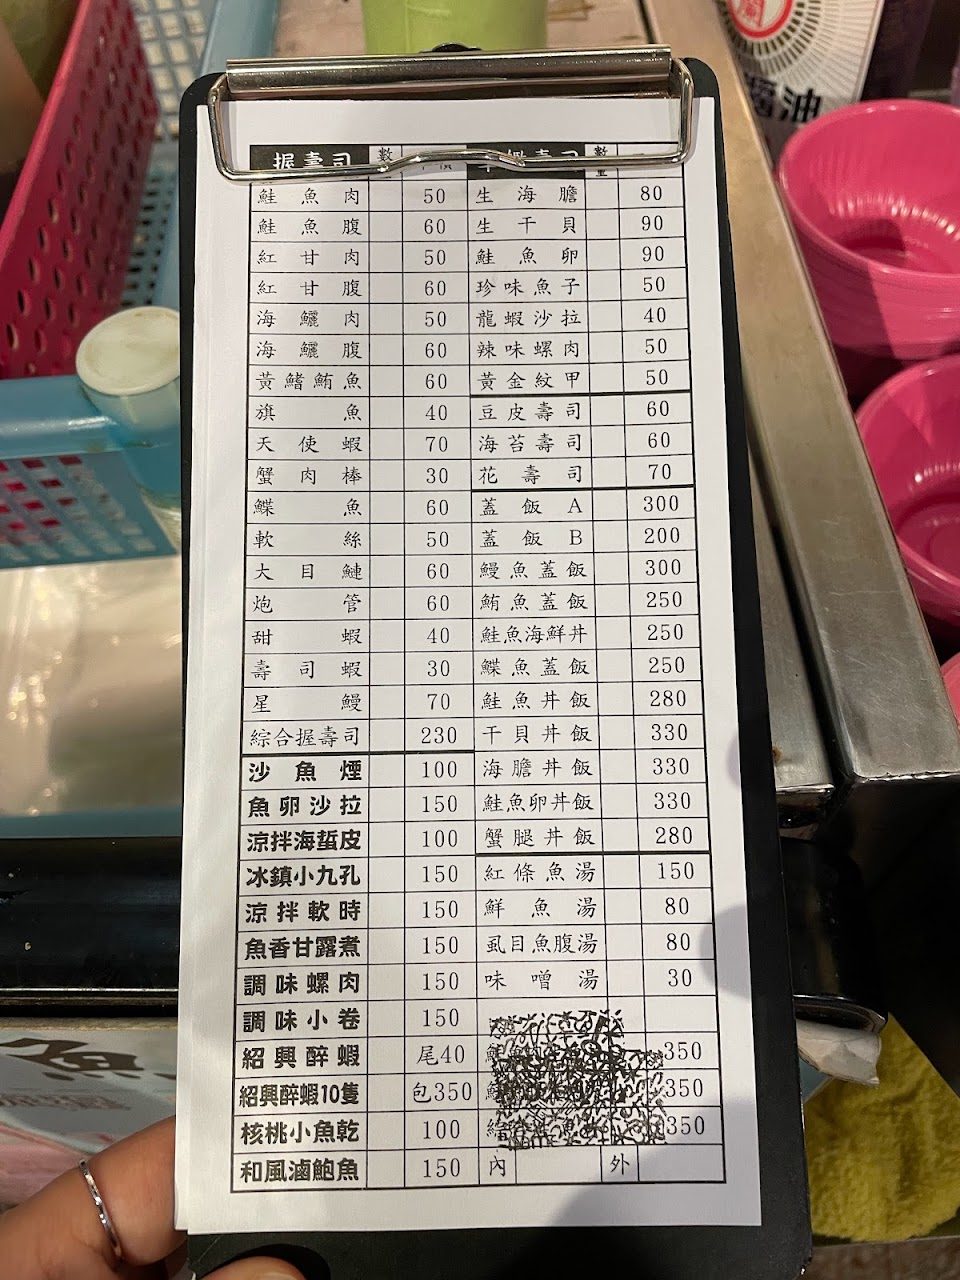 握壽司 數
鮭魚肉 50
鮭魚腹 60
紅甘肉 50
紅甘腹 60
海鱺肉 50
海鱺腹 60
黃鰭鮪魚 60
旗魚 40
天使蝦 70
蟹肉棒 30
鰈魚 60
軟絲 50
大目鰱 60
炮管 60
甜蝦 40
壽司蝦 30
星鰻 70
綜合握壽司 230
沙魚煙 100
魚卵沙拉 150
涼拌海蜇皮 100
冰鎮小九孔 150
涼拌軟時 150
魚香甘露煮 150
調味螺肉 150
調味小卷 150
紹興醉蝦 尾40
紹興醉蝦10隻 包350
核桃小魚乾 100
和風滷鮑魚 150
壽司 數量
生海膽 80
生干貝 90
鮭魚卵 90
珍味魚子 50
龍蝦沙拉 40
辣味螺肉 50
黃金紋甲 50
豆皮壽司 60
海苔壽司 60
花壽司 70
蓋飯A 300
蓋飯B 200
鰻魚蓋飯 300
鮪魚蓋飯 250
鮭魚海鮮丼 250
鰈魚蓋飯 250
鮭魚丼飯 280
干貝丼飯 330
海膽丼飯 330
鮭魚卵丼飯 330
蟹腿丼飯 280
紅條魚湯 150
鮮魚湯 80
虱目魚腹湯 80
味噌湯 30
350
350
350
內 外
油